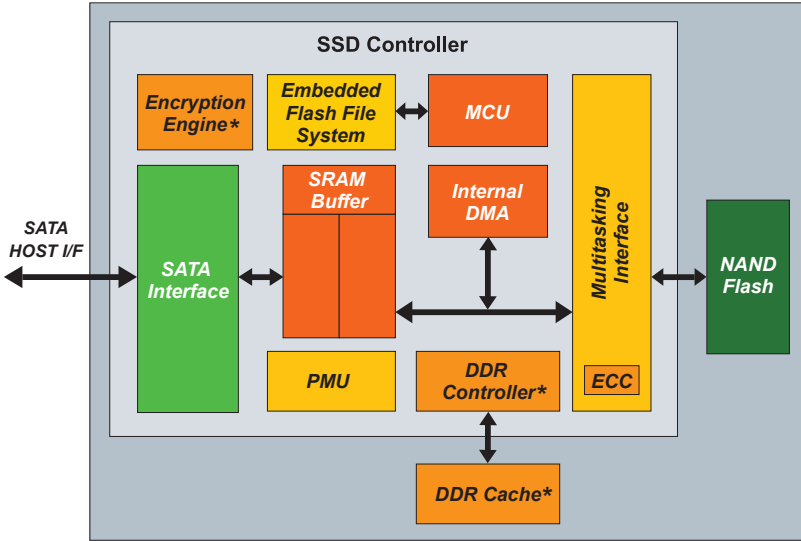 SSD Controller
Encryption
Engine*
Embedded
Flash File
System
MCU
SRAM
Buffer
Internal
DMA
Multitasking
Interface
SATA
HOST I/F
SATA
Interface
NAND
Flash
PMU
DDR
Controller*
ECC
DDR Cache*